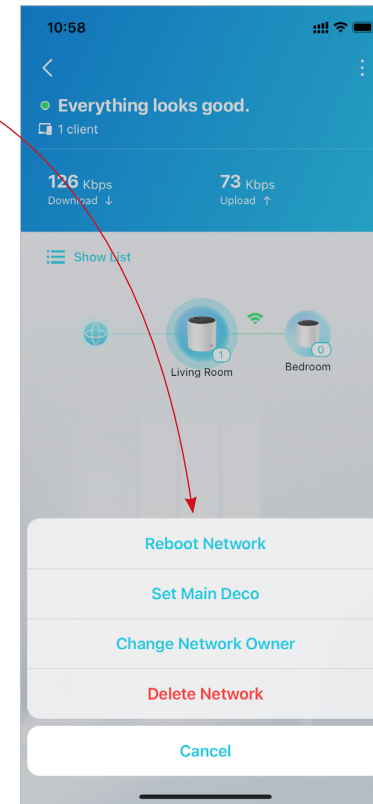 10:58
Everything looks good.
1 client
126 Kbps
Download ↓
73 Kbps
Upload ↑
Show List
1
0
Living Room
Bedroom
Reboot Network
Set Main Deco
Change Network Owner
Delete Network
Cancel